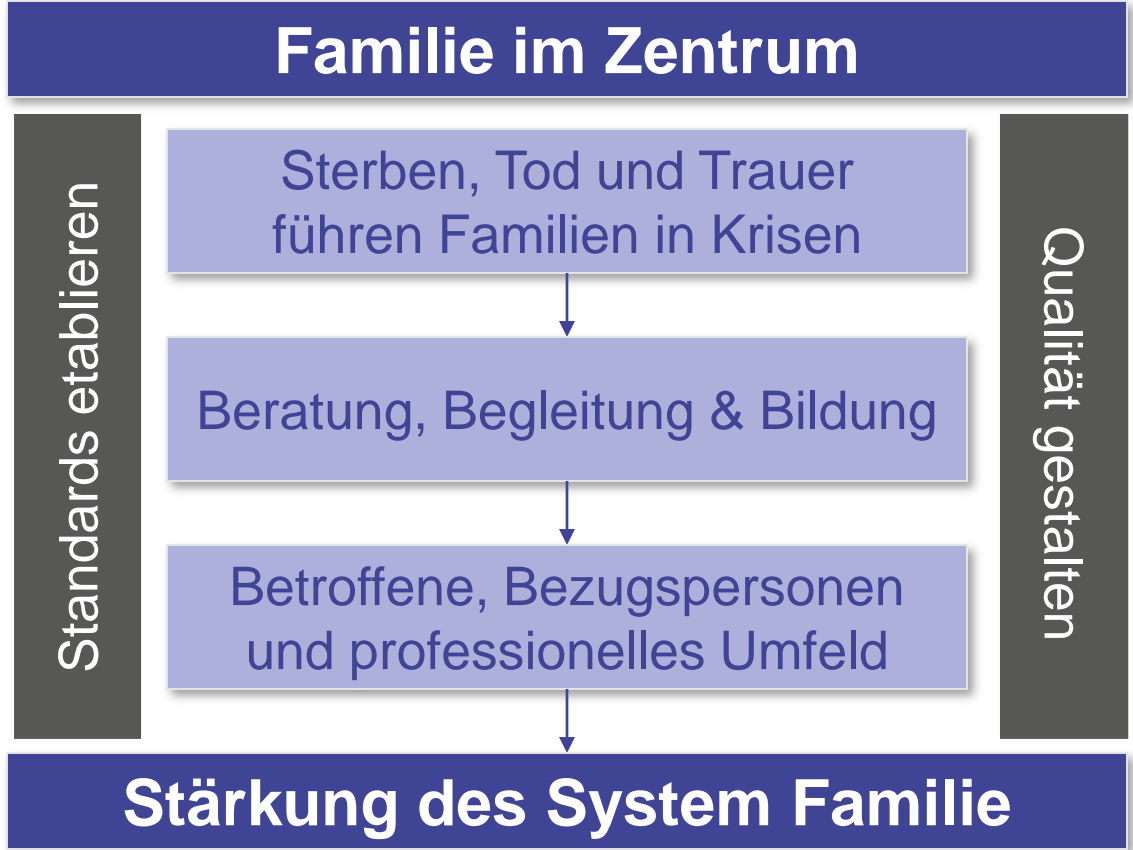 Familie im Zentrum
Standards etablieren
Sterben, Tod und Trauer
führen Familien in Krisen
Beratung, Begleitung & Bildung
Betroffene, Bezugspersonen
und professionelles Umfeld
Qualität gestalten
Stärkung des System Familie